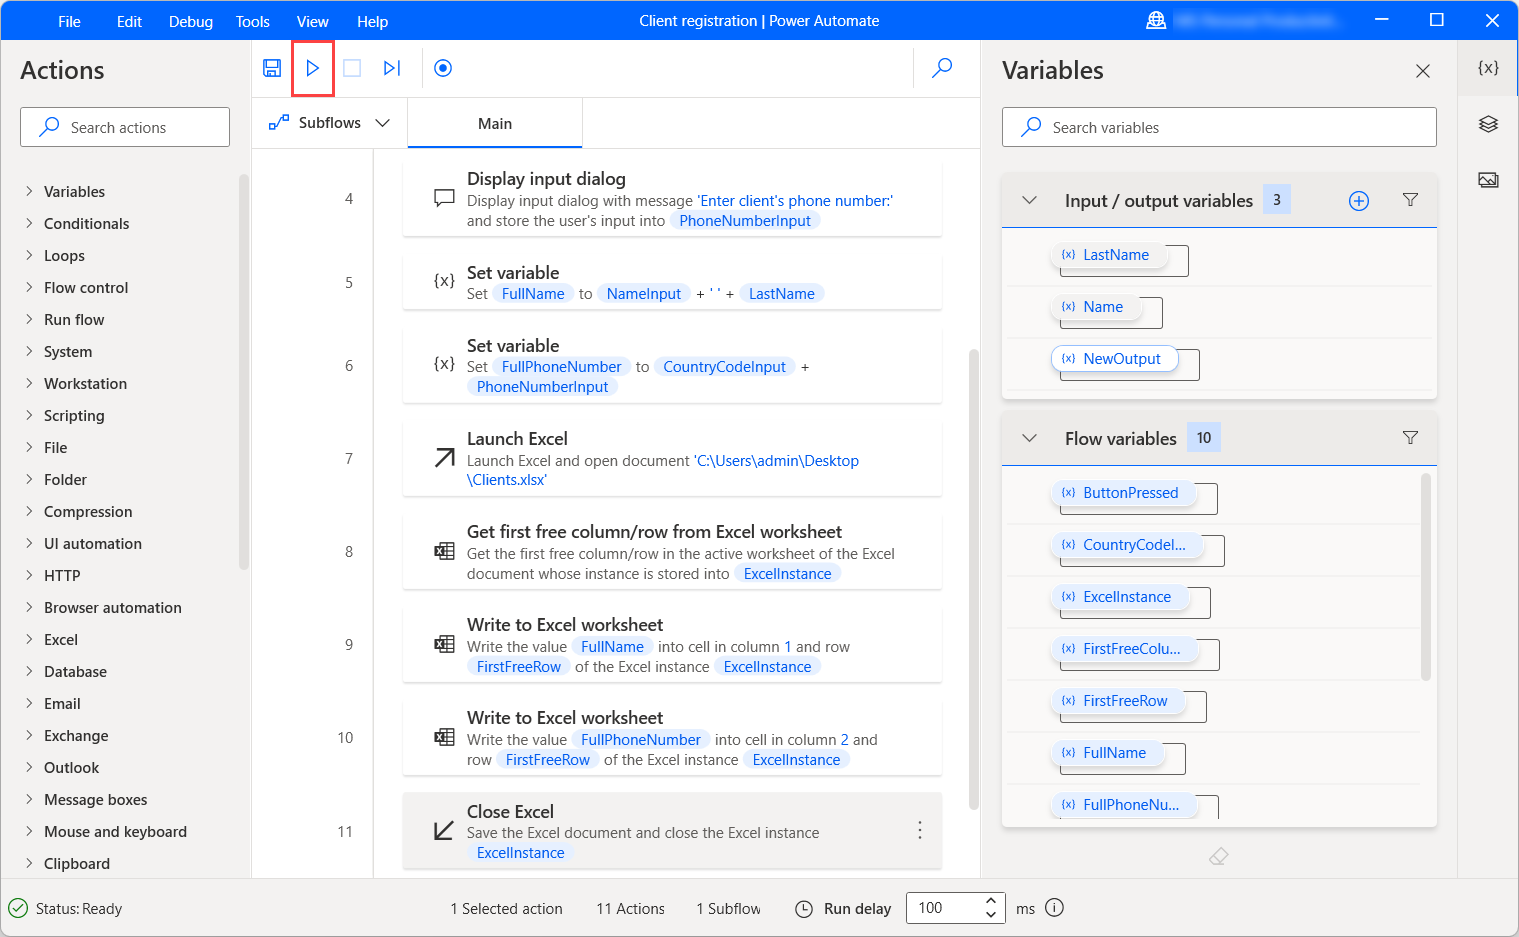 File Edit Debug Tools View Help
Client registration | Power Automate
Actions
Search actions
Variables
Conditionals
Loops
Flow control
Run flow
System
Workstation
Scripting
File
Folder
Compression
UI automation
HTTP
Browser automation
Excel
Database
Email
Exchange
Outlook
Message boxes
Mouse and keyboard
Clipboard
Subflows
Main
4
Display input dialog
Display input dialog with message 'Enter client's phone number:'
and store the user's input into PhoneNumberInput
5
{x}
Set variable
Set FullName to NameInput + ' ' + LastName
6
{x}
Set variable
Set FullPhoneNumber to CountryCodeInput +
PhoneNumberInput
7
Launch Excel
Launch Excel and open document 'C:\Users\admin\Desktop
\Clients.xlsx'
8
Get first free column/row from Excel worksheet
Get the first free column/row in the active worksheet of the Excel
document whose instance is stored into ExcelInstance
9
Write to Excel worksheet
Write the value FullName into cell in column 1 and row
FirstFreeRow of the Excel instance ExcelInstance
10
Write to Excel worksheet
Write the value FullPhoneNumber into cell in column 2 and
row FirstFreeRow of the Excel instance ExcelInstance
11
Close Excel
Save the Excel document and close the Excel instance
ExcelInstance
Variables
{x}
Search variables
Input / output variables 3
{x} LastName
{x} Name
{x} NewOutput
Flow variables 10
{x} ButtonPressed
{x} CountryCodeI...
{x} ExcelInstance
{x} FirstFreeColu...
{x} FirstFreeRow
{x} FullName
{x} FullPhoneNu...
Status: Ready
1 Selected action
11 Actions
1 Subflow
Run delay
100
ms